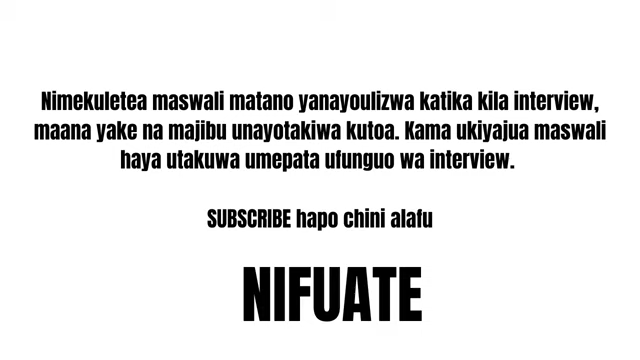 Nimekuletea maswali matano yanayoulizwa katika kila interview,
maana yake na majibu unayotakiwa kutoa. Kama ukiyajua maswali
haya utakuwa umepata ufunguo wa interview.
SUBSCRIBE hapo chini alafu
NIFUATE